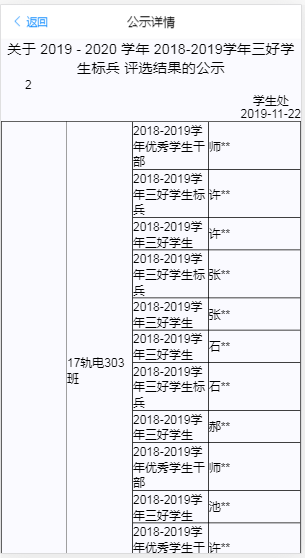 返回
公示详情
关于 2019 - 2020 学年 2018-2019学年三好学
生标兵 评选结果的公示
2
学生处
2019-11-22
17轨电303
班
2018-2019学
年优秀学生干
部
师**
2018-2019学
年三好学生标
兵
许**
2018-2019学
年三好学生
许**
2018-2019学
年三好学生标
兵
张**
2018-2019学
年三好学生
张**
2018-2019学
年三好学生
石**
2018-2019学
年三好学生标
兵
石**
2018-2019学
年三好学生
郝**
2018-2019学
年优秀学生干
部
师**
2018-2019学
年三好学生
池**
2018-2019学
年优秀学生干
许**